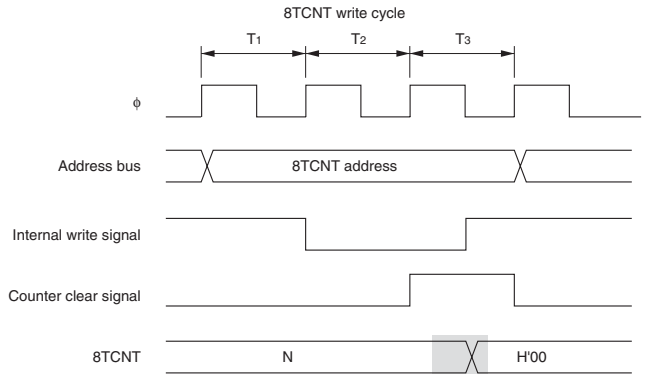 8TCNT write cycle
T1 T2 T3
ϕ
Address bus 8TCNT address
Internal write signal
Counter clear signal
8TCNT N H'00